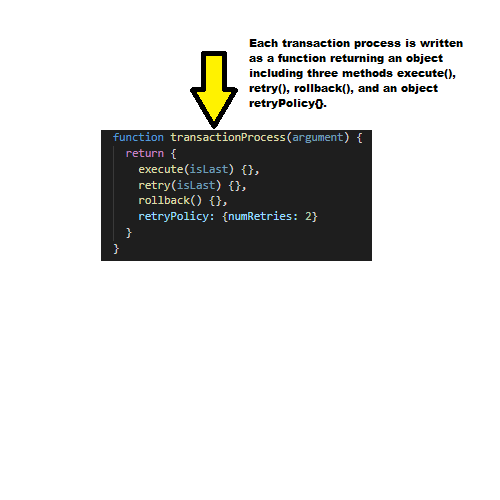 Each transaction process is written
as a function returning an object
including three methods execute(),
retry(), rollback(), and an object
retryPolicy{}.
function transactionProcess(argument) {
  return {
    execute(isLast) {},
    retry(isLast) {},
    rollback() {},
    retryPolicy: {numRetries: 2}
  }
}